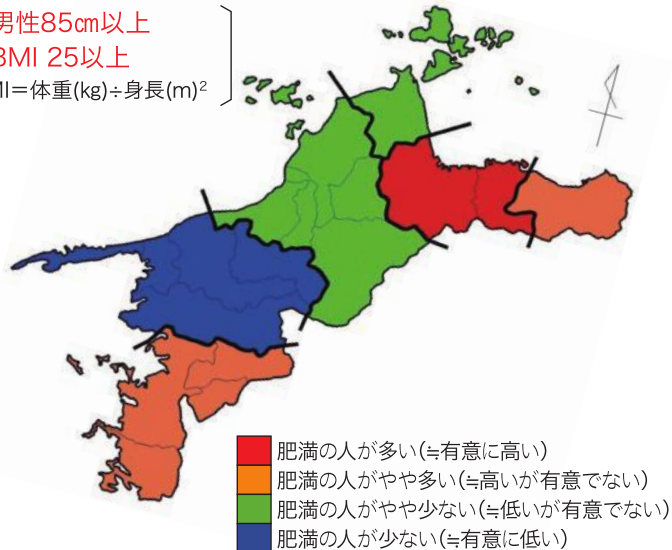 男性85㎝以上
BMI 25以上
MI＝体重(kg)÷身長(m)²
肥満の人が多い(≒有意に高い)
肥満の人がやや多い(≒高いが有意でない)
肥満の人がやや少ない(≒低いが有意でない)
肥満の人が少ない(≒有意に低い)